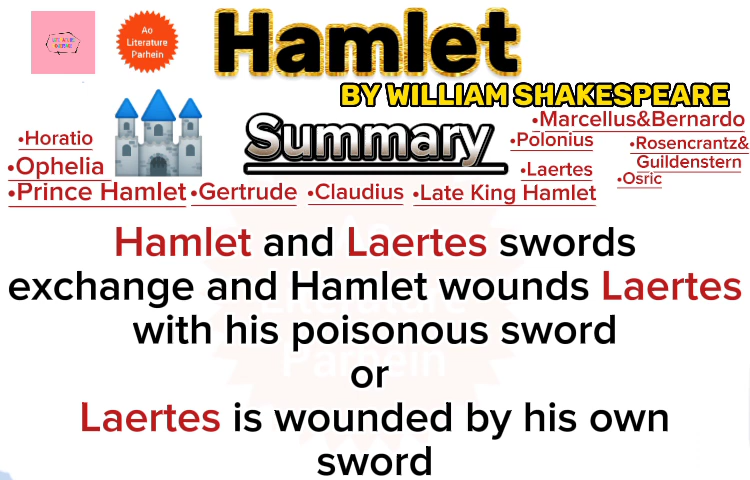 Ao
Literature
Parhein
Hamlet
BY WILLIAM SHAKESPEARE
Summary
•Horatio
•Ophelia
•Prince Hamlet
•Gertrude
•Claudius
•Late King Hamlet
•Marcellus&Bernardo
•Polonius
•Rosencrantz&
Guildenstern
•Laertes
•Osric
Hamlet and Laertes swords
exchange and Hamlet wounds Laertes
with his poisonous sword
or
Laertes is wounded by his own
sword